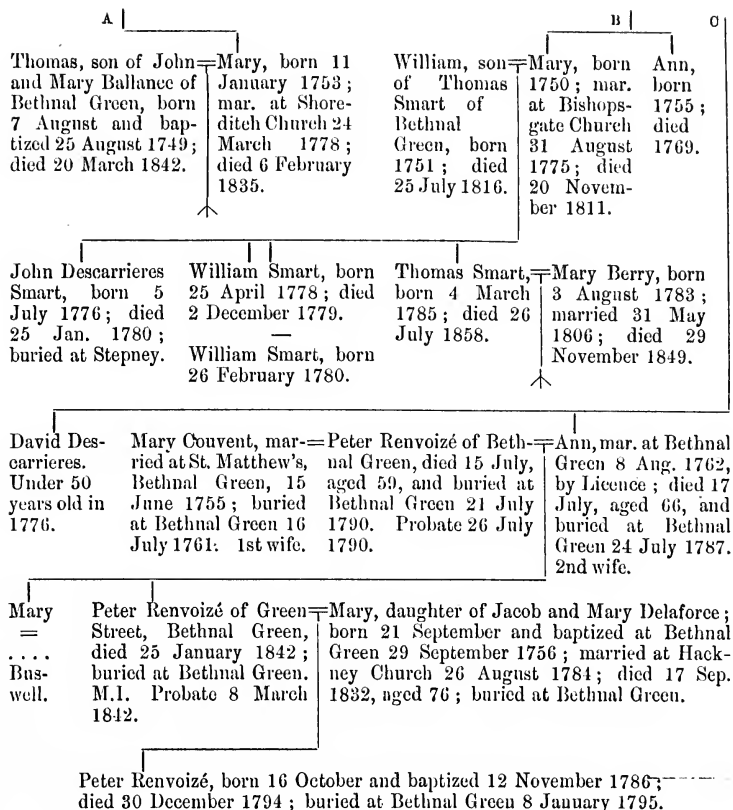 A B C
Thomas, son of John
and Mary Ballance of
Bethnal Green, born
7 August and bap-
tized 25 August 1749;
died 20 March 1842.
Mary, born 11
January 1753;
mar. at Shore-
ditch Church 24
March 1778;
died 6 February
1835.
William, son
of Thomas
Smart of
Bethnal
Green, born
1751; died
25 July 1816.
Mary, born
1750; mar.
at Bishops-
gate Church
31 August
1775; died
20 Novem-
ber 1811.
Ann,
born
1755;
died
1769.
John Descarrieres
Smart, born 5
July 1776; died
25 Jan. 1780;
buried at Stepney.
William Smart, born
25 April 1778; died
2 December 1779.
—
William Smart, born
26 February 1780.
Thomas Smart,
born 4 March
1785; died 26
July 1858.
Mary Berry, born
3 August 1783;
married 31 May
1806; died 29
November 1849.
David Des-
carrieres.
Under 50
years old in
1776.
Mary Couvent, mar-
ried at St. Matthew's,
Bethnal Green, 15
June 1755; buried
at Bethnal Green 16
July 1761. 1st wife.
=Peter Renvoizé of Beth-
nal Green, died 15 July,
aged 59, and buried at
Bethnal Green 21 July
1790. Probate 26 July
1790.
Ann, mar. at Bethnal
Green 8 Aug. 1762,
by Licence; died 17
July, aged 66, and
buried at Bethnal
Green 24 July 1787.
2nd wife.
Mary
=
....
Bus-
well.
Peter Renvoizé of Green
Street, Bethnal Green,
died 25 January 1842;
buried at Bethnal Green.
M.I. Probate 8 March
1842.
Mary, daughter of Jacob and Mary Delaforce;
born 21 September and baptized at Bethnal
Green 29 September 1756; married at Hack-
ney Church 26 August 1784; died 17 Sep.
1832, aged 76; buried at Bethnal Green.
Peter Renvoizé, born 16 October and baptized 12 November 1786;
died 30 December 1794; buried at Bethnal Green 8 January 1795.